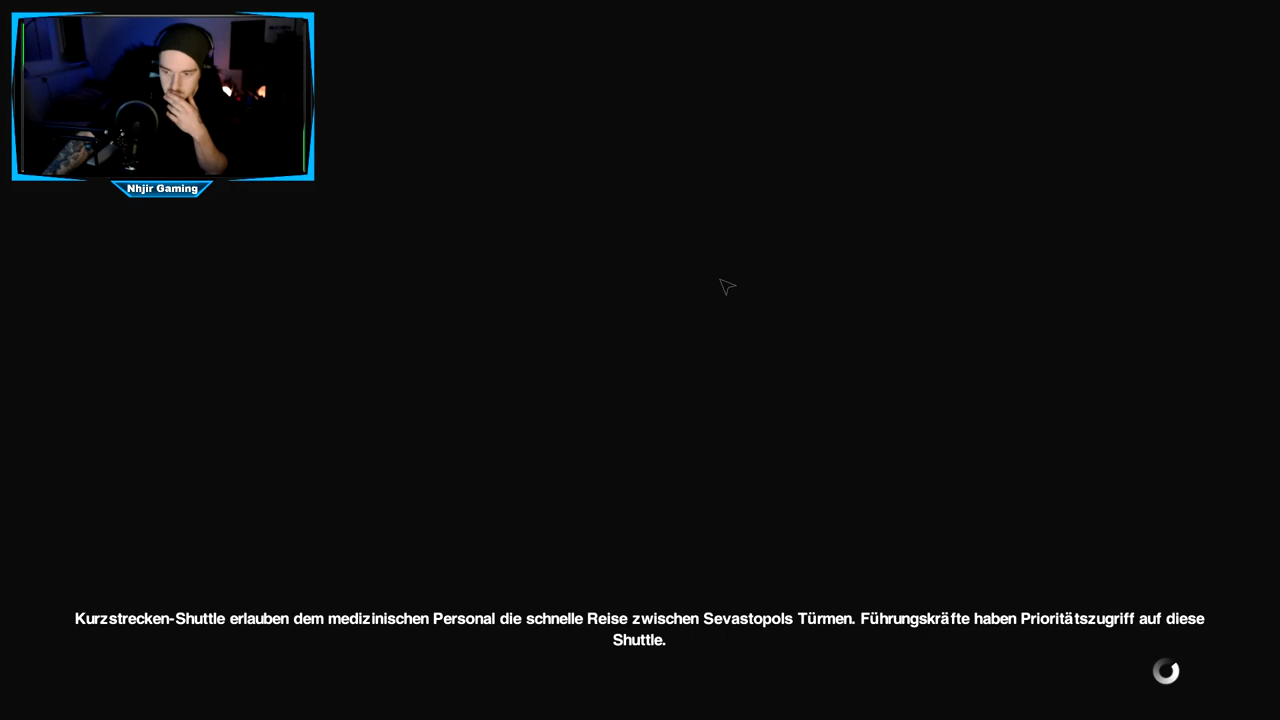 Nhjir Gaming
Kurzstrecken-Shuttle erlauben dem medizinischen Personal die schnelle Reise zwischen Sevastopols Türmen. Führungskräfte haben Prioritätszugriff auf diese
Shuttle.